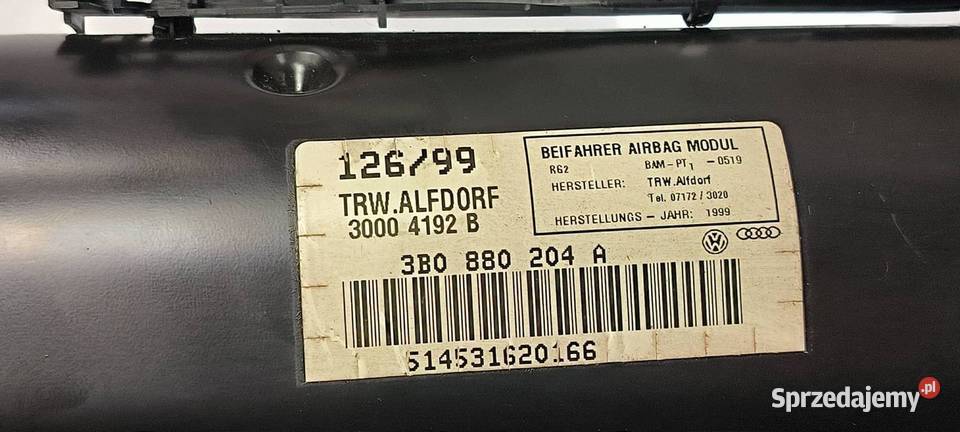 126/99
TRW.ALFDORF
3000 4192 B
BEIFAHRER AIRBAG MODUL
R62 BAM-PT1 -0519
HERSTELLER: TRW.Alfdorf
Tel. 07172/3020
HERSTELLUNGS - JAHR: 1999
3B0 880 204 A
514531620166
Sprzedajemy.pl